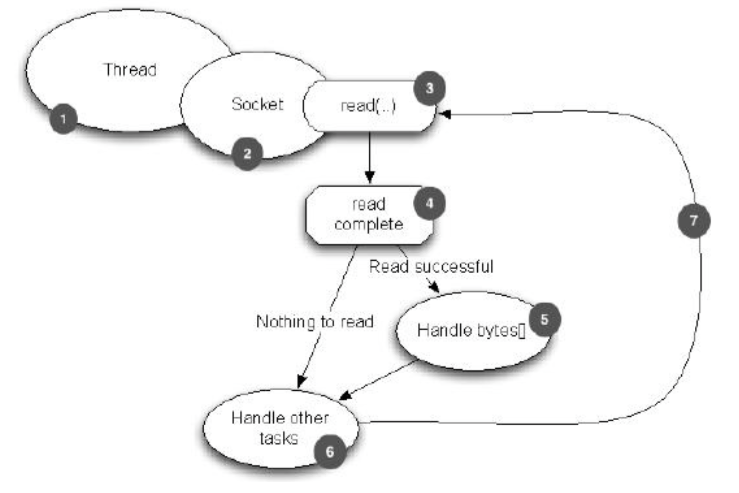 Thread
1
Socket
2
read(..)
3
read
complete
4
Read successful
Nothing to read
Handle bytes[]
5
Handle other
tasks
6
7